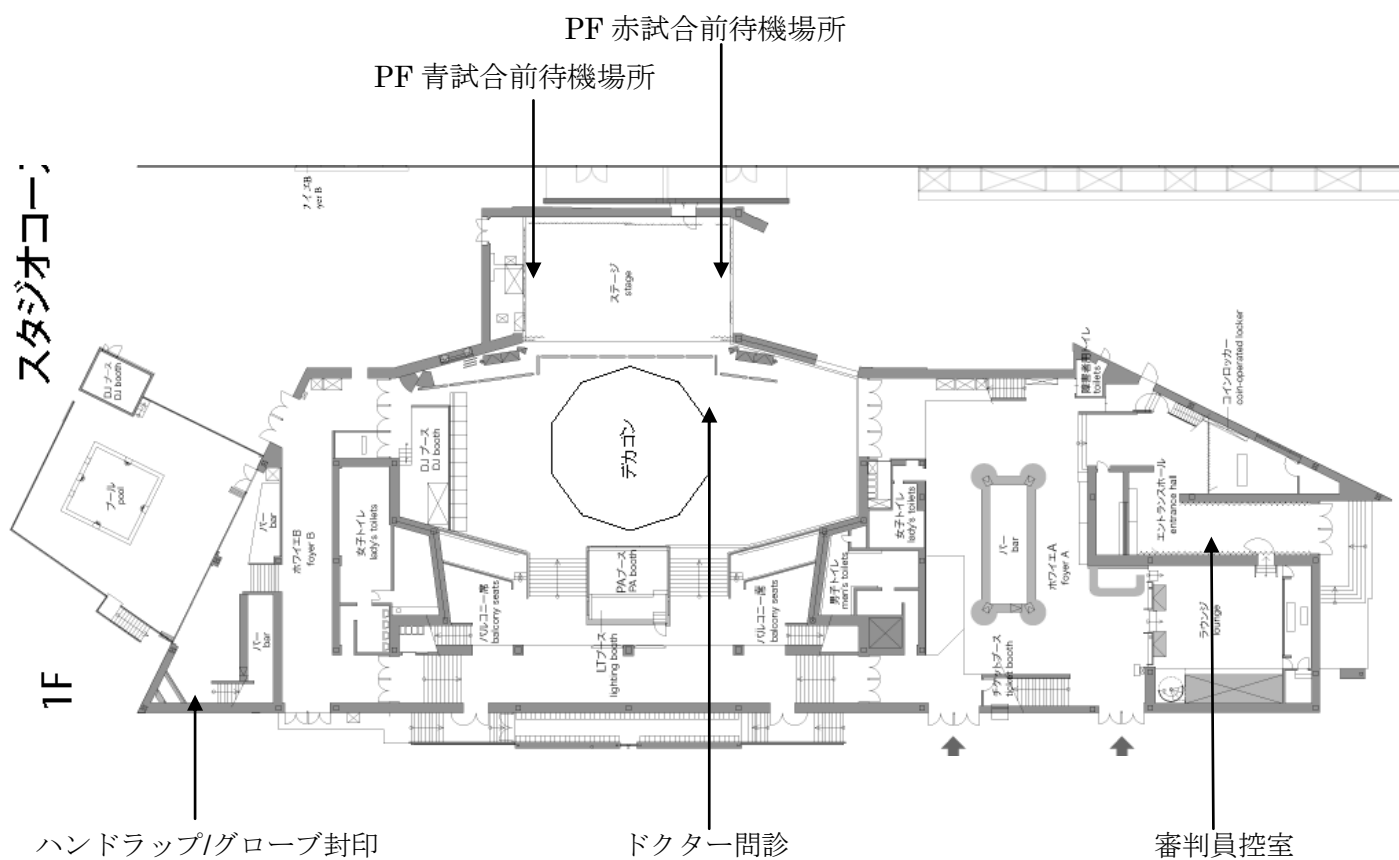 PF 赤試合前待機場所
PF 青試合前待機場所
スタジオコー
1F
DJ ブース
DJ booth
プール
pool
バー
bar
バー
bar
ホワイエB
foyer B
女子トイレ
lady's toilets
DJ ブース
DJ booth
ステージ
stage
デカゴン
バルコニー席
balcony seats
PAブース
PA booth
LTブース
lighting booth
バルコニー席
balcony seats
男子トイレ
men's toilets
女子トイレ
lady's toilets
バー
bar
ホワイエA
foyer A
チケットブース
ticket booth
障害者用トイレ
toilets
コインロッカー
coin-operated locker
エントランスホール
entrance hall
ラウンジ
lounge
ハンドラップ/グローブ封印
ドクター問診
審判員控室